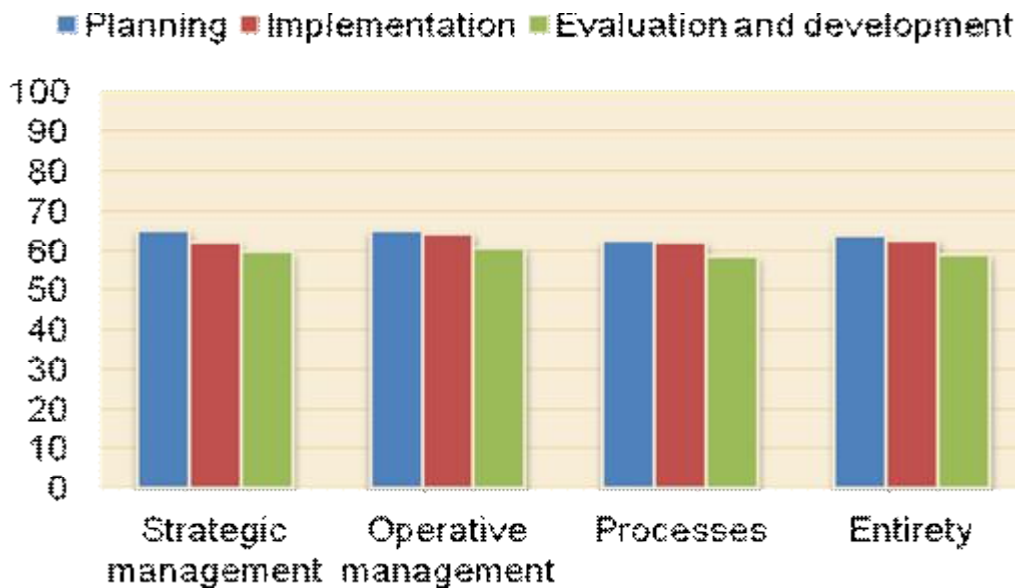 Planning Implementation Evaluation and development
100
90
80
70
60
50
40
30
20
10
0
Strategic management
Operative management
Processes
Entirety